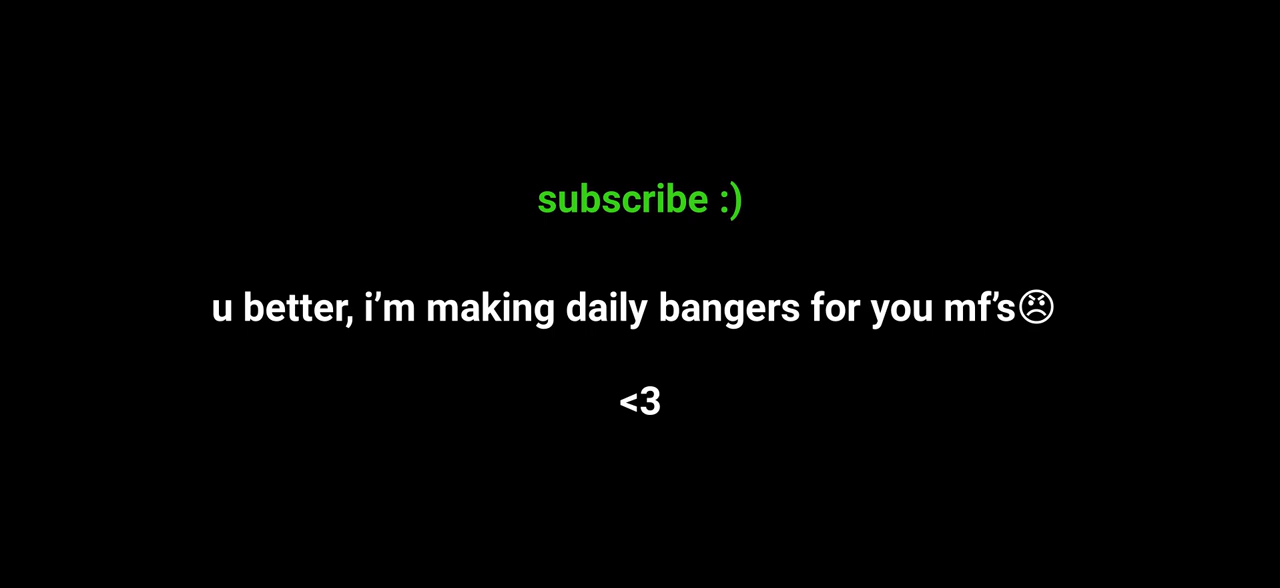 subscribe :)
u better, i’m making daily bangers for you mf’s😠
<3